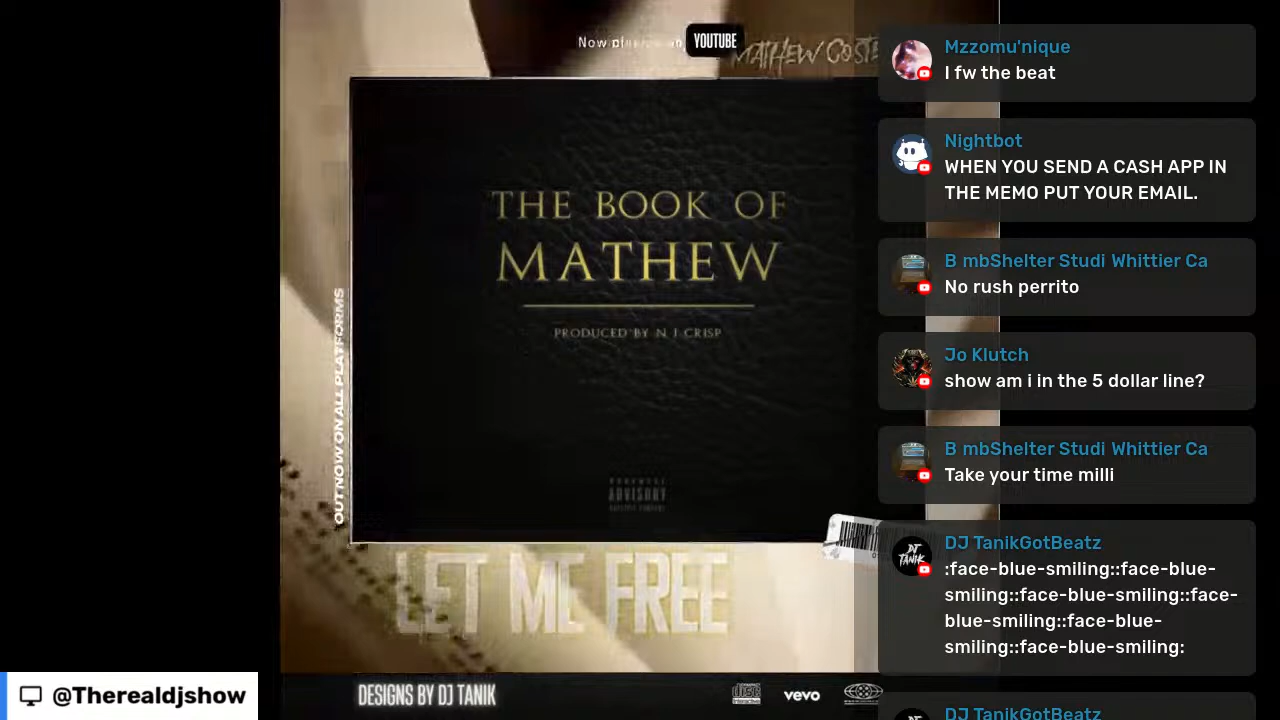 Now playing on YOUTUBE
MATHEW COSTE
THE BOOK OF
MATHEW
PRODUCED BY N I CRISP
ADVISORY
OUT NOW ON ALL PLATFORMS
LET ME FREE
DESIGNS BY DJ TANIK
disc
vevo
@Therealdjshow
Mzzomu'nique
I fw the beat
Nightbot
WHEN YOU SEND A CASH APP IN
THE MEMO PUT YOUR EMAIL.
B mbShelter Studi Whittier Ca
No rush perrito
Jo Klutch
show am i in the 5 dollar line?
B mbShelter Studi Whittier Ca
Take your time milli
DJ TANIK
DJ TanikGotBeatz
:face-blue-smiling::face-blue-
smiling::face-blue-smiling::face-
blue-smiling::face-blue-
smiling::face-blue-smiling:
DJ TanikGotBeatz